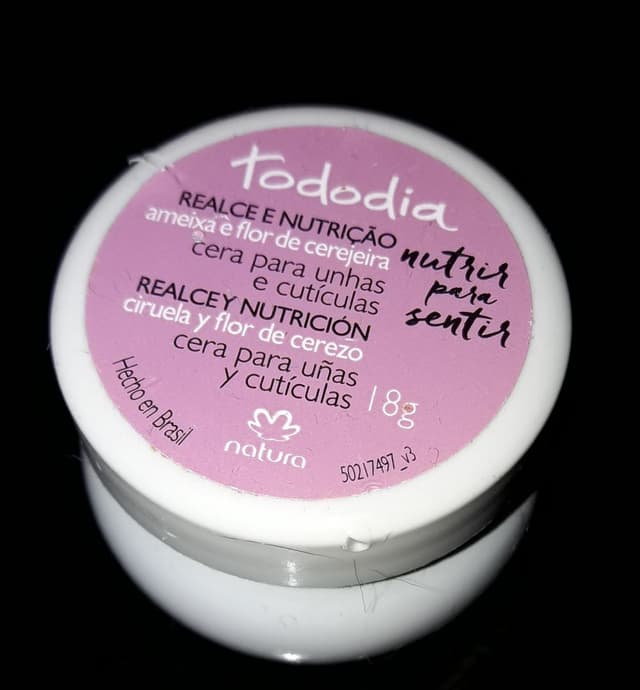 tododia
REALCE E NUTRIÇÃO
ameixa e flor de cerejeira
cera para unhas
e cutículas
REALCE Y NUTRICIÓN
ciruela y flor de cerezo
cera para uñas
y cutículas
nutrir
para
sentir
18g
Hecho en Brasil
natura
50217497_v3